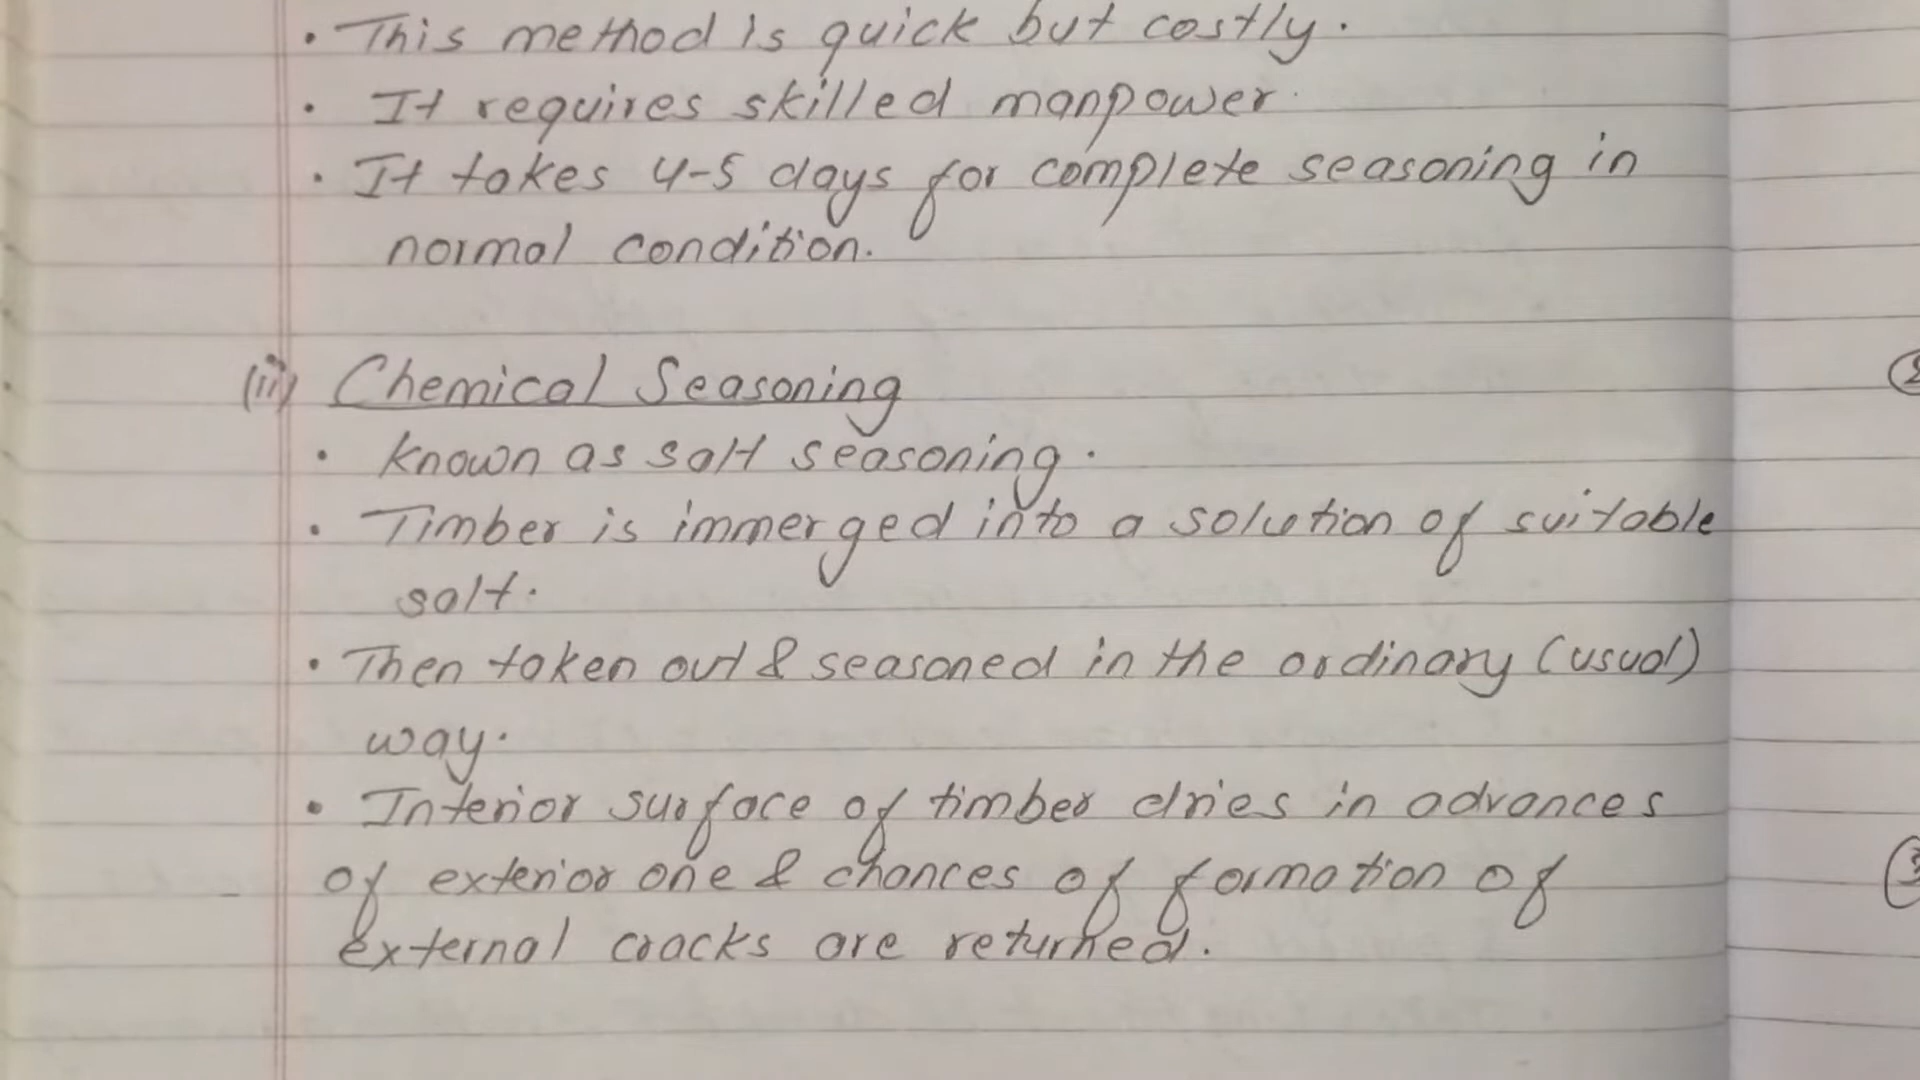 • This method is quick but costly.
• It requires skilled manpower.
• It takes 4-5 days for complete seasoning in
normal condition.
(ii) Chemical Seasoning
• Known as salt seasoning.
• Timber is immerged into a solution of suitable
salt.
• Then taken out & seasoned in the ordinary (usual)
way.
• Interior surface of timber dries in advances
of exterior one & chances of formation of
external cracks are returned.